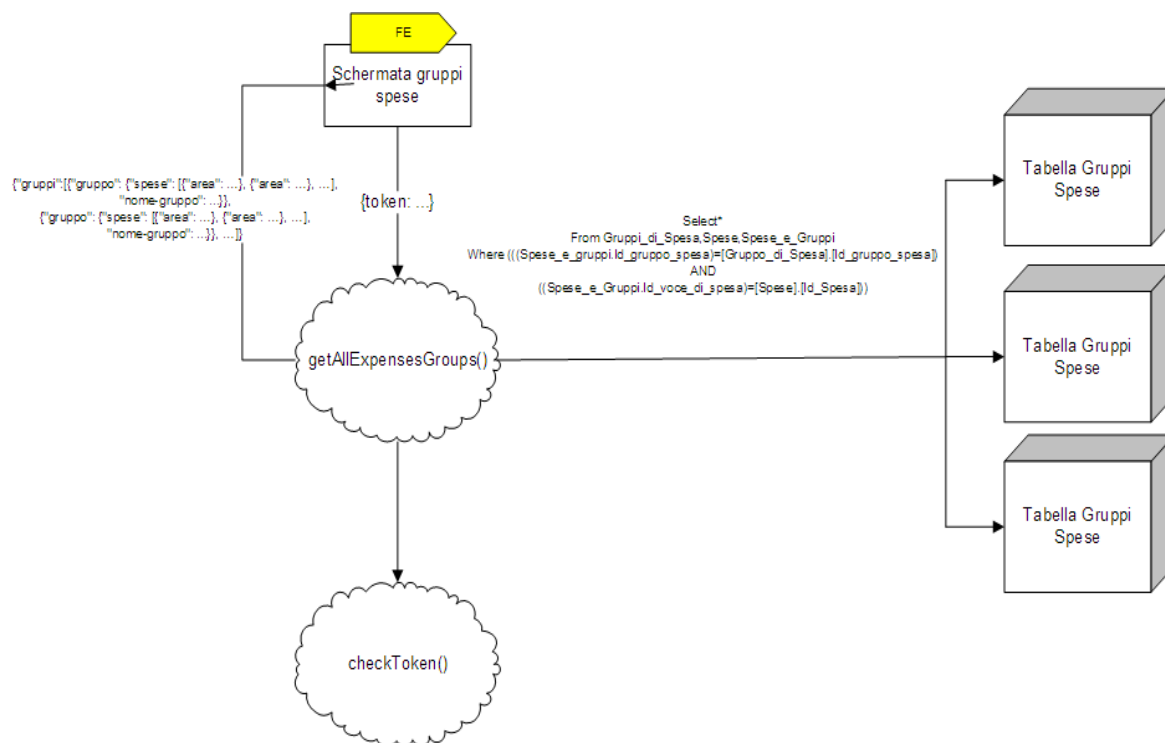 FE
Schermata gruppi
spese
{"gruppi":[{"gruppo": {"spese": [{"area": ...}, {"area": ...}, ...],
"nome-gruppo": ...}},
{"gruppo": {"spese": [{"area": ...}, {"area": ...}, ...],
"nome-gruppo": ...}}, ...]}
{token: ...}
Select*
From Gruppi_di_Spesa,Spese,Spese_e_Gruppi
Where (((Spese_e_gruppi.Id_gruppo_spesa)=[Gruppo_di_Spesa].[Id_gruppo_spesa])
AND
((Spese_e_Gruppi.Id_voce_di_spesa)=[Spese].[Id_Spesa]))
getAllExpensesGroups()
checkToken()
Tabella Gruppi
Spese
Tabella Gruppi
Spese
Tabella Gruppi
Spese